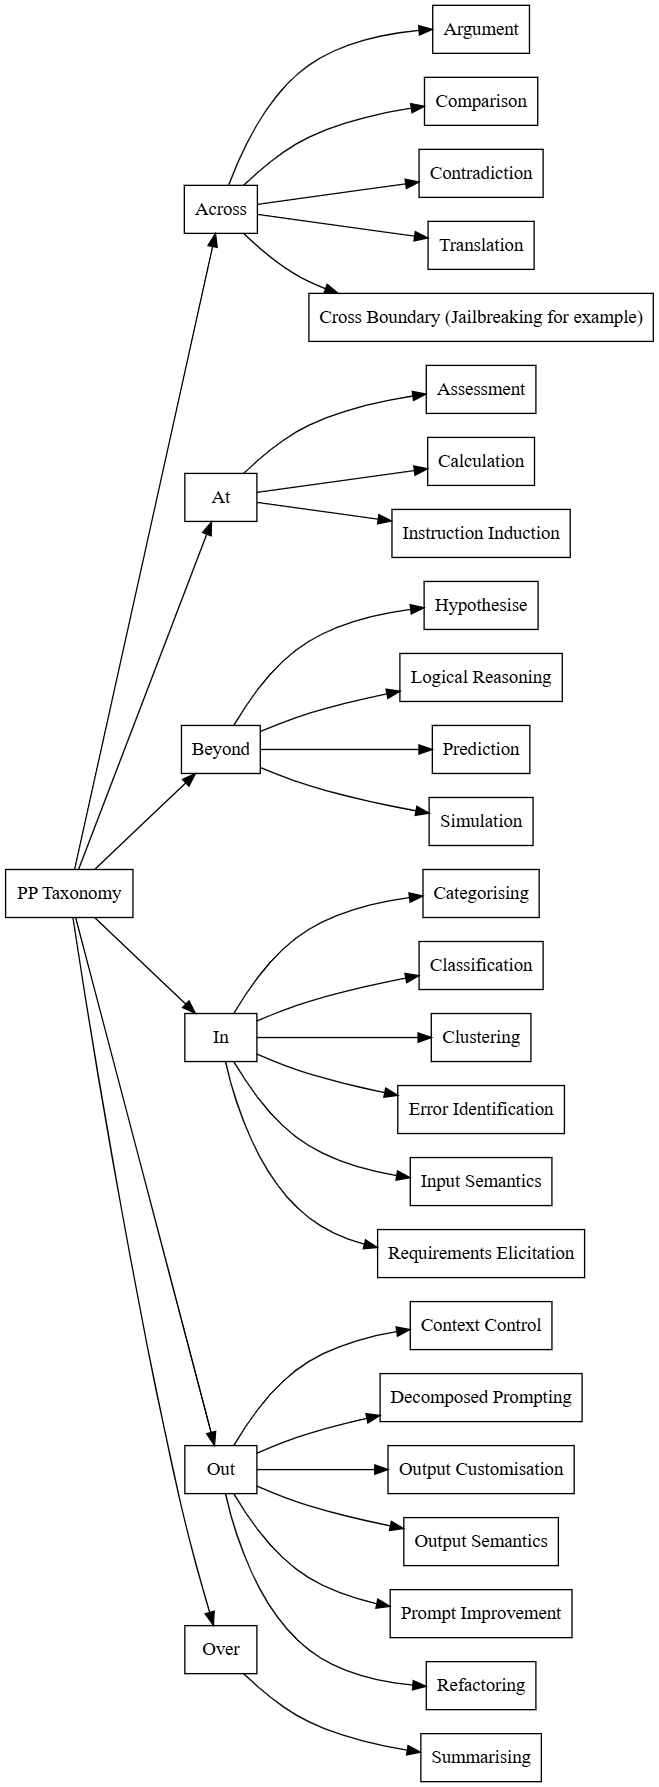 Argument
Comparison
Contradiction
Across
Translation
Cross Boundary (Jailbreaking for example)
Assessment
Calculation
At
Instruction Induction
Hypothesise
Logical Reasoning
Beyond
Prediction
Simulation
PP Taxonomy
Categorising
Classification
In
Clustering
Error Identification
Input Semantics
Requirements Elicitation
Context Control
Decomposed Prompting
Out
Output Customisation
Output Semantics
Prompt Improvement
Over
Refactoring
Summarising